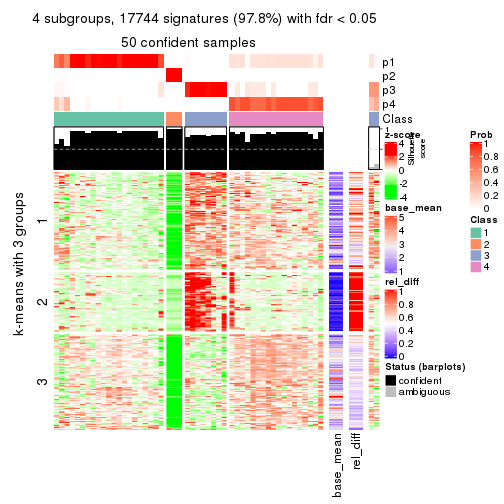 4 subgroups, 17744 signatures (97.8%) with fdr < 0.05
50 confident samples
p1
p2
p3
p4
Class
1
Silhouette
score
k-means with 3 groups
1
2
3
base_mean
rel_diff
z-score
4
2
0
-2
-4
base_mean
5
4
3
2
1
rel_diff
1
0.8
0.6
0.4
0.2
0
Status (barplots)
confident
ambiguous
Prob
1
0.8
0.6
0.4
0.2
0
Class
1
2
3
4